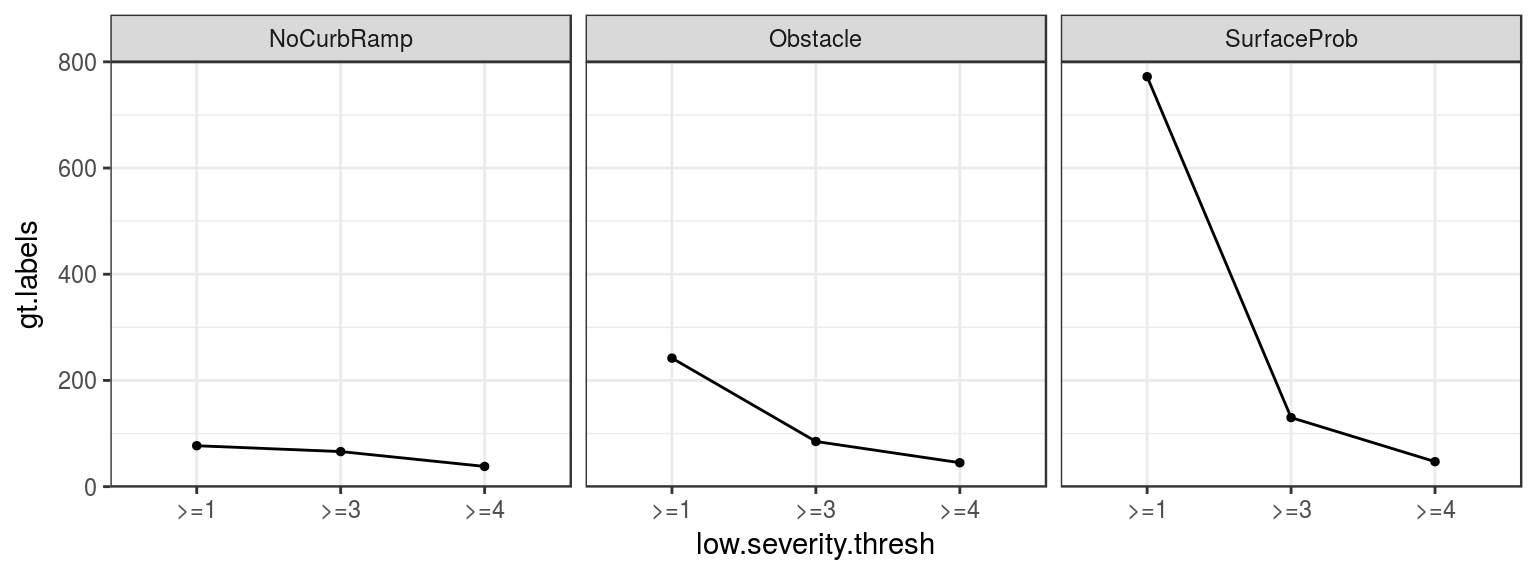 NoCurbRamp Obstacle SurfaceProb
800
600
400
200
0
gt.labels
>=1 >=3 >=4 >=1 >=3 >=4 >=1 >=3 >=4
low.severity.thresh